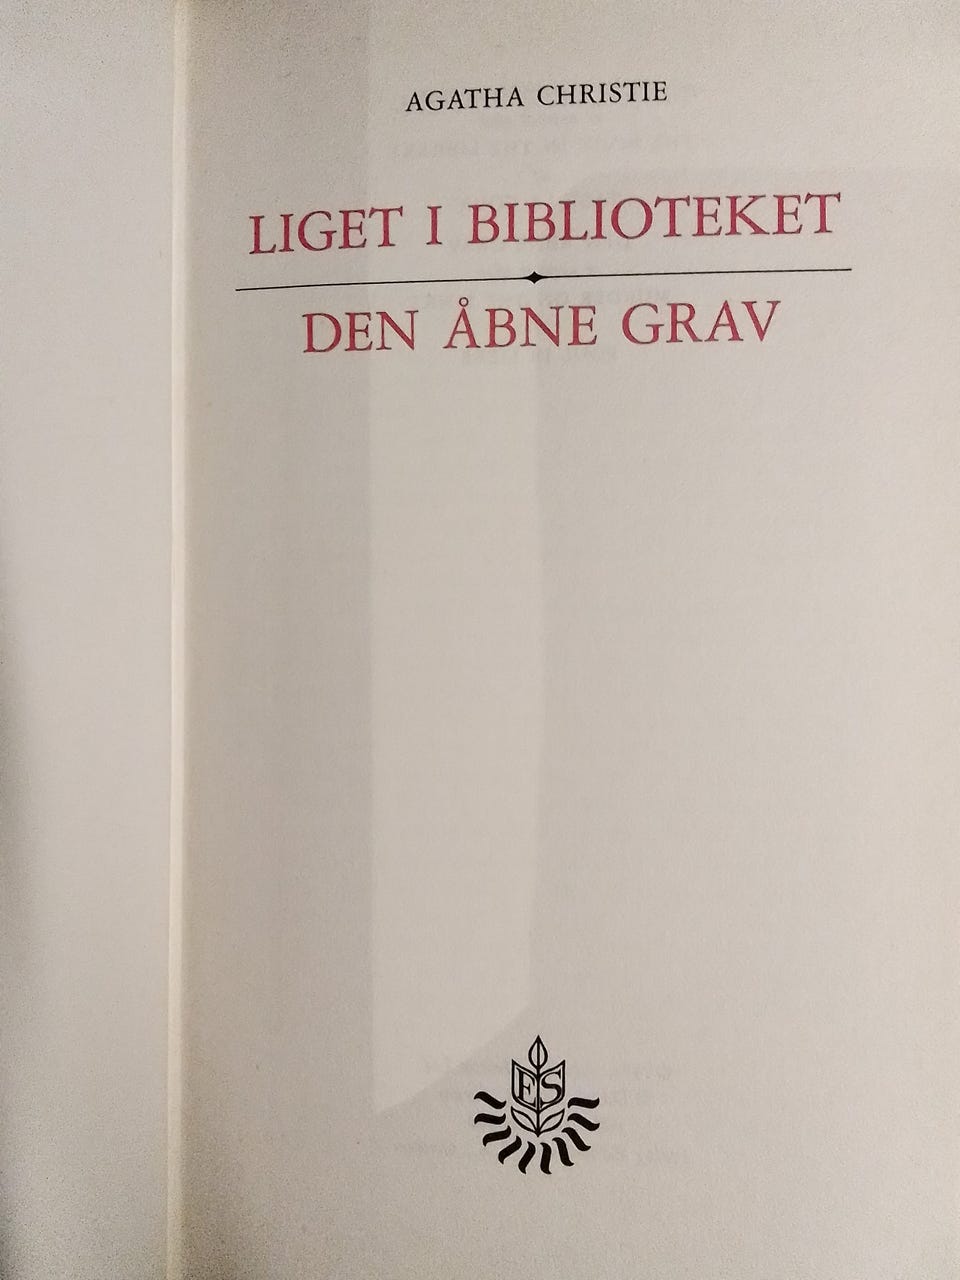 AGATHA CHRISTIE
LIGET I BIBLIOTEKET
DEN ÅBNE GRAV
ES